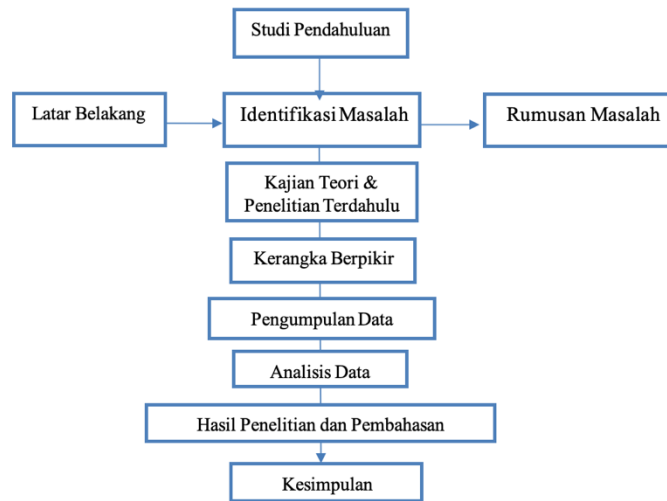 Studi Pendahuluan
Latar Belakang
Identifikasi Masalah
Rumusan Masalah
Kajian Teori &
Penelitian Terdahulu
Kerangka Berpikir
Pengumpulan Data
Analisis Data
Hasil Penelitian dan Pembahasan
Kesimpulan